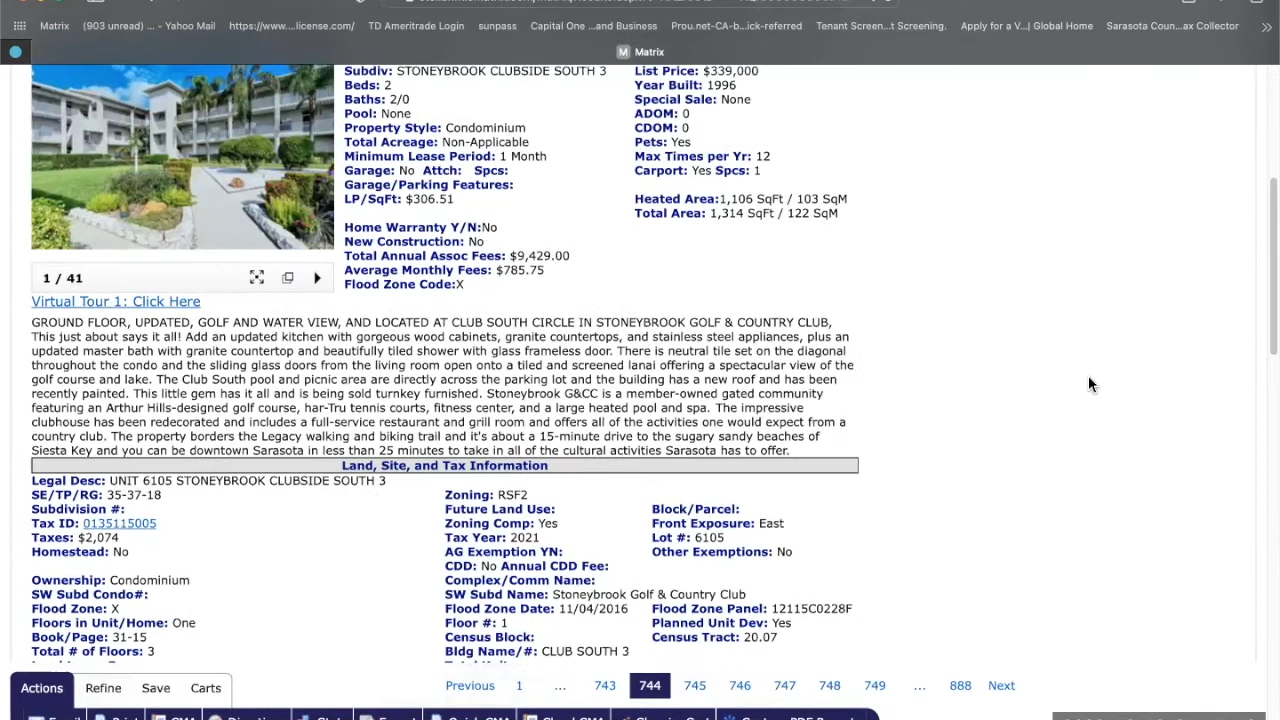 Matrix (903 unread) ... – Yahoo Mail https://www....license.com/ TD Ameritrade Login sunpass Capital One ...and Business Prou.net-CA-b...ick-referred Tenant Screen...t Screening. Apply for a V...| Global Home Sarasota Coun...ax Collector
M Matrix
Subdiv: STONEYBROOK CLUBSIDE SOUTH 3 List Price: $339,000
Beds: 2 Year Built: 1996
Baths: 2/0 Special Sale: None
Pool: None ADOM: 0
Property Style: Condominium CDOM: 0
Total Acreage: Non-Applicable Pets: Yes
Minimum Lease Period: 1 Month Max Times per Yr: 12
Garage: No Attch: Spcs: Carport: Yes Spcs: 1
Garage/Parking Features:
LP/SqFt: $306.51 Heated Area:1,106 SqFt / 103 SqM
Total Area: 1,314 SqFt / 122 SqM
Home Warranty Y/N:No
New Construction: No
Total Annual Assoc Fees: $9,429.00
Average Monthly Fees: $785.75
Flood Zone Code:X
1 / 41
Virtual Tour 1: Click Here
GROUND FLOOR, UPDATED, GOLF AND WATER VIEW, AND LOCATED AT CLUB SOUTH CIRCLE IN STONEYBROOK GOLF & COUNTRY CLUB,
This just about says it all! Add an updated kitchen with gorgeous wood cabinets, granite countertops, and stainless steel appliances, plus an
updated master bath with granite countertop and beautifully tiled shower with glass frameless door. There is neutral tile set on the diagonal
throughout the condo and the sliding glass doors from the living room open onto a tiled and screened lanai offering a spectacular view of the
golf course and lake. The Club South pool and picnic area are directly across the parking lot and the building has a new roof and has been
recently painted. This little gem has it all and is being sold turnkey furnished. Stoneybrook G&CC is a member-owned gated community
featuring an Arthur Hills-designed golf course, har-Tru tennis courts, fitness center, and a large heated pool and spa. The impressive
clubhouse has been redecorated and includes a full-service restaurant and grill room and offers all of the activities one would expect from a
country club. The property borders the Legacy walking and biking trail and it's about a 15-minute drive to the sugary sandy beaches of
Siesta Key and you can be downtown Sarasota in less than 25 minutes to take in all of the cultural activities Sarasota has to offer.
Land, Site, and Tax Information
Legal Desc: UNIT 6105 STONEYBROOK CLUBSIDE SOUTH 3
SE/TP/RG: 35-37-18 Zoning: RSF2
Subdivision #: Future Land Use: Block/Parcel:
Tax ID: 0135115005 Zoning Comp: Yes Front Exposure: East
Taxes: $2,074 Tax Year: 2021 Lot #: 6105
Homestead: No AG Exemption YN: Other Exemptions: No
CDD: No Annual CDD Fee:
Ownership: Condominium Complex/Comm Name:
SW Subd Condo#: SW Subd Name: Stoneybrook Golf & Country Club
Flood Zone: X Flood Zone Date: 11/04/2016 Flood Zone Panel: 12115C0228F
Floors in Unit/Home: One Floor #: 1 Planned Unit Dev: Yes
Book/Page: 31-15 Census Block: Census Tract: 20.07
Total # of Floors: 3 Bldg Name/#: CLUB SOUTH 3
Actions Refine Save Carts Previous 1 ... 743 744 745 746 747 748 749 ... 888 Next